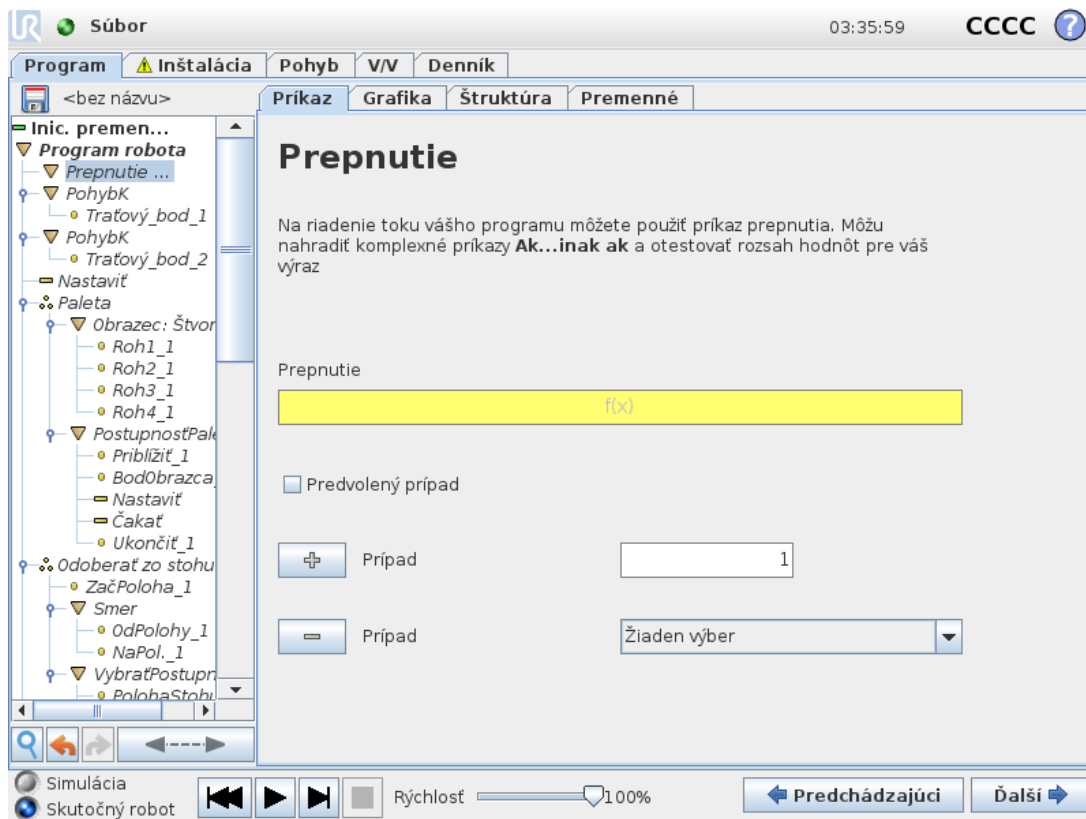 UR Súbor 03:35:59 CCCC ?
Program Inštalácia Pohyb V/V Denník
<bez názvu> Príkaz Grafika Štruktúra Premenné
Inic. premen...
Program robota
Prepnutie ...
PohybK
Traťový_bod_1
PohybK
Traťový_bod_2
Nastaviť
Paleta
Obrazec: Štvor
Roh1_1
Roh2_1
Roh3_1
Roh4_1
PostupnosťPale
Priblížiť_1
BodObrazca_
Nastaviť
Čakať
Ukončiť_1
Odoberať zo stohu
ZačPoloha_1
Smer
OdPolohy_1
NaPol._1
VybraťPostupn
PolohaStohu
Prepnutie
Na riadenie toku vášho programu môžete použiť príkaz prepnutia. Môžu
nahradiť komplexné príkazy Ak...inak ak a otestovať rozsah hodnôt pre váš
výraz
Prepnutie
f(x)
Predvolený prípad
Prípad 1
Prípad Žiaden výber
Simulácia
Skutočný robot
Rýchlosť 100%
Predchádzajúci Ďalší